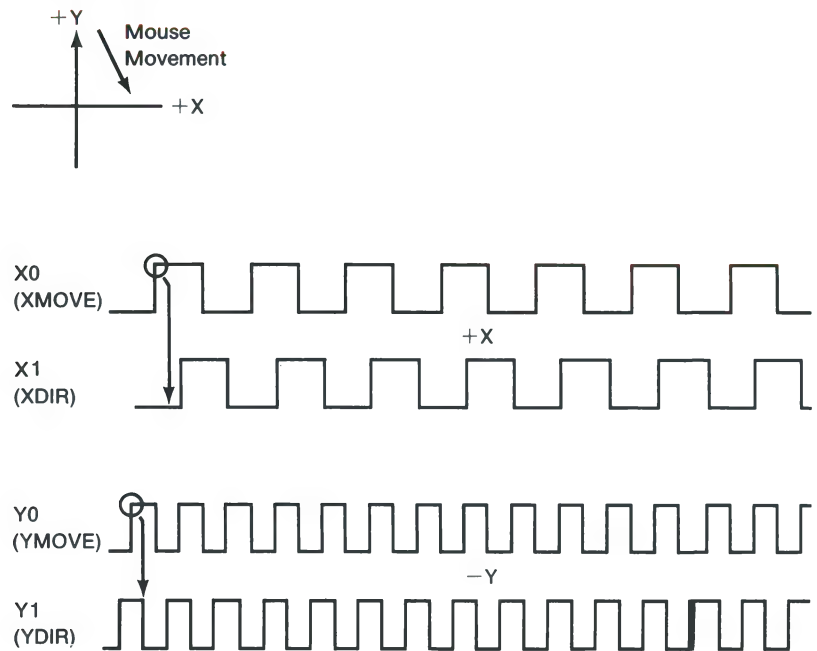 +Y
Mouse
Movement
+X
X0
(XMOVE)
+X
X1
(XDIR)
Y0
(YMOVE)
−Y
Y1
(YDIR)